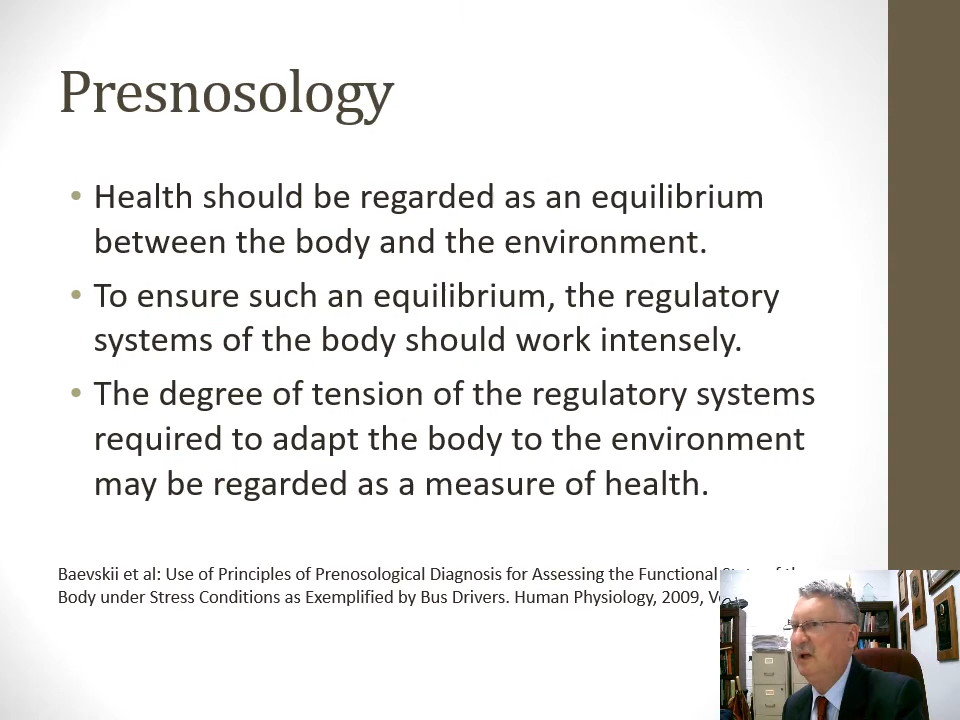 Presnosology
• Health should be regarded as an equilibrium
between the body and the environment.
• To ensure such an equilibrium, the regulatory
systems of the body should work intensely.
• The degree of tension of the regulatory systems
required to adapt the body to the environment
may be regarded as a measure of health.
Baevskii et al: Use of Principles of Prenosological Diagnosis for Assessing the Functional
Body under Stress Conditions as Exemplified by Bus Drivers. Human Physiology, 2009,